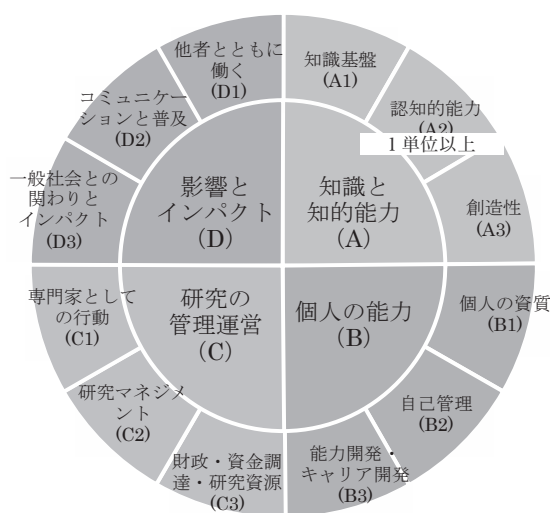 他者とともに
働く
(D1)
知識基盤
(A1)
コミュニケー
ションと普及
(D2)
認知的能力
(A2)
1 単位以上
一般社会との
関わりと
インパクト
(D3)
影響と
インパクト
(D)
知識と
知的能力
(A)
創造性
(A3)
専門家として
の行動
(C1)
研究の
管理運営
(C)
個人の能力
(B)
個人の資質
(B1)
研究マネジメ
ント
(C2)
自己管理
(B2)
財政・資金調
達・研究資源
(C3)
能力開発・
キャリア開発
(B3)